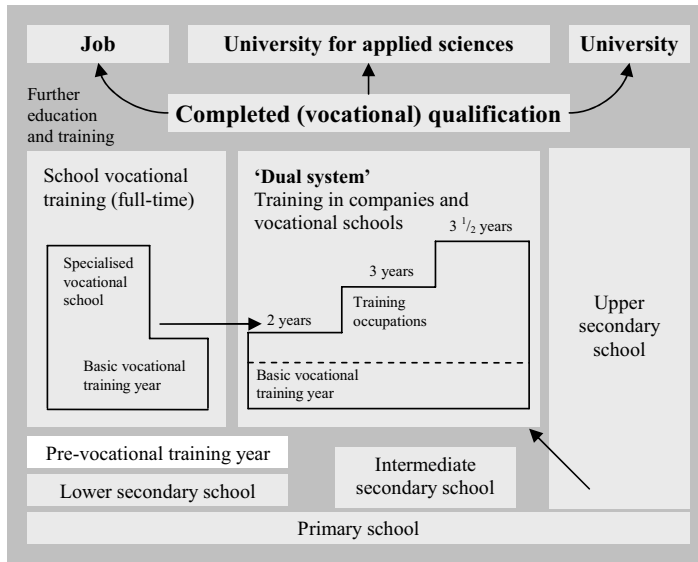 Job
University for applied sciences
University
Further
education
and training
Completed (vocational) qualification
School vocational
training (full-time)
Specialised
vocational
school
Basic vocational
training year
‘Dual system’
Training in companies and
vocational schools
3 1/2 years
3 years
2 years
Training
occupations
Basic vocational
training year
Upper
secondary
school
Pre-vocational training year
Lower secondary school
Intermediate
secondary school
Primary school